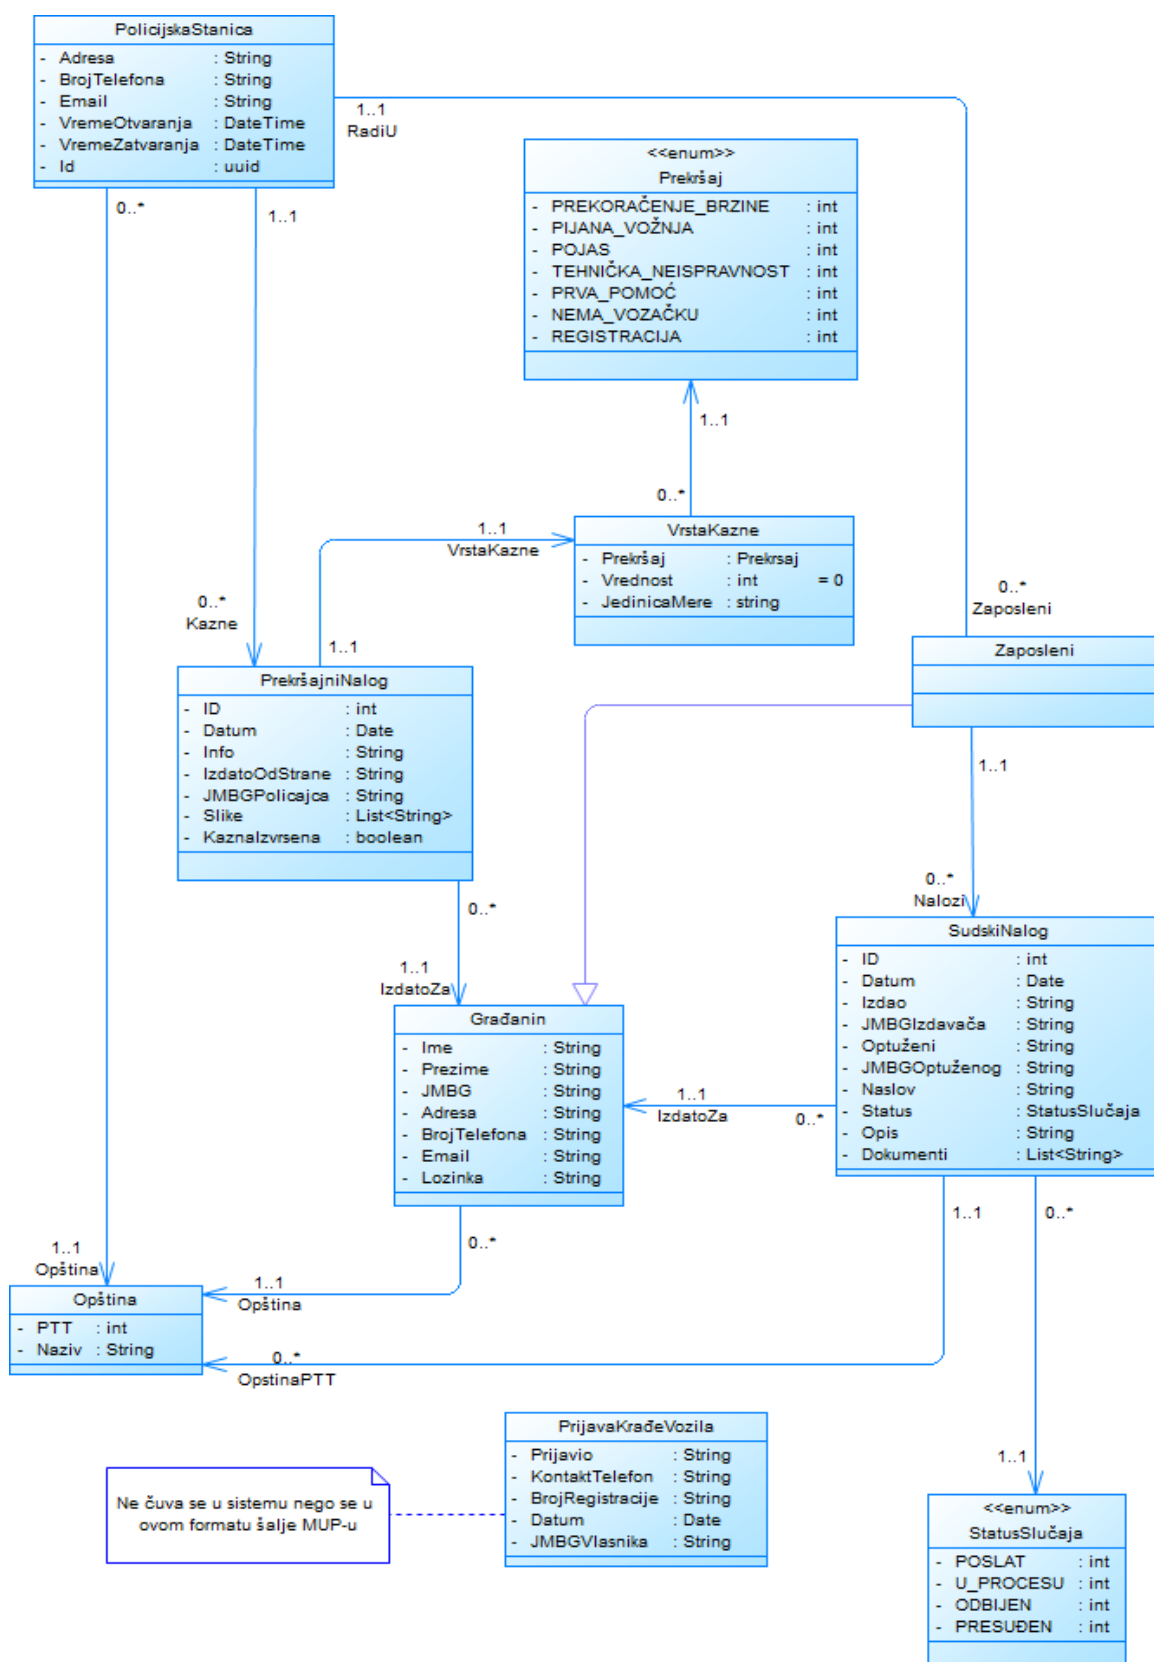 PolicijskaStanica
- Adresa : String
- BrojTelefona : String
- Email : String
- VremeOtvaranja : DateTime
- VremeZatvaranja : DateTime
- Id : uuid
1..1
RadiU
0..*
1..1
<<enum>>
Prekršaj
- PREKORAČENJE_BRZINE : int
- PIJANA_VOŽNJA : int
- POJAS : int
- TEHNIČKA_NEISPRAVNOST : int
- PRVA_POMOĆ : int
- NEMA_VOZAČKU : int
- REGISTRACIJA : int
1..1
0..*
1..1
VrstaKazne
VrstaKazne
- Prekršaj : Prekrsaj
- Vrednost : int = 0
- JedinicaMere : string
0..*
Kazne
1..1
0..*
Zaposleni
Zaposleni
PrekršajniNalog
- ID : int
- Datum : Date
- Info : String
- IzdatoOdStrane : String
- JMBGPolicajca : String
- Slike : List<String>
- KaznaIzvrsena : boolean
1..1
0..*
Nalozi
0..*
1..1
IzdatoZa
SudskiNalog
- ID : int
- Datum : Date
- Izdao : String
- JMBGIzdavača : String
- Optuženi : String
- JMBGOptuženog : String
- Naslov : String
- Status : StatusSlučaja
- Opis : String
- Dokumenti : List<String>
Građanin
- Ime : String
- Prezime : String
- JMBG : String
- Adresa : String
- BrojTelefona : String
- Email : String
- Lozinka : String
1..1
IzdatoZa
0..*
1..1
0..*
0..*
1..1
Opština
1..1
Opština
Opština
- PTT : int
- Naziv : String
0..*
OpstinaPTT
PrijavaKrađeVozila
- Prijavio : String
- KontaktTelefon : String
- BrojRegistracije : String
- Datum : Date
- JMBGVlasnika : String
Ne čuva se u sistemu nego se u
ovom formatu šalje MUP-u
1..1
<<enum>>
StatusSlučaja
- POSLAT : int
- U_PROCESU : int
- ODBIJEN : int
- PRESUĐEN : int